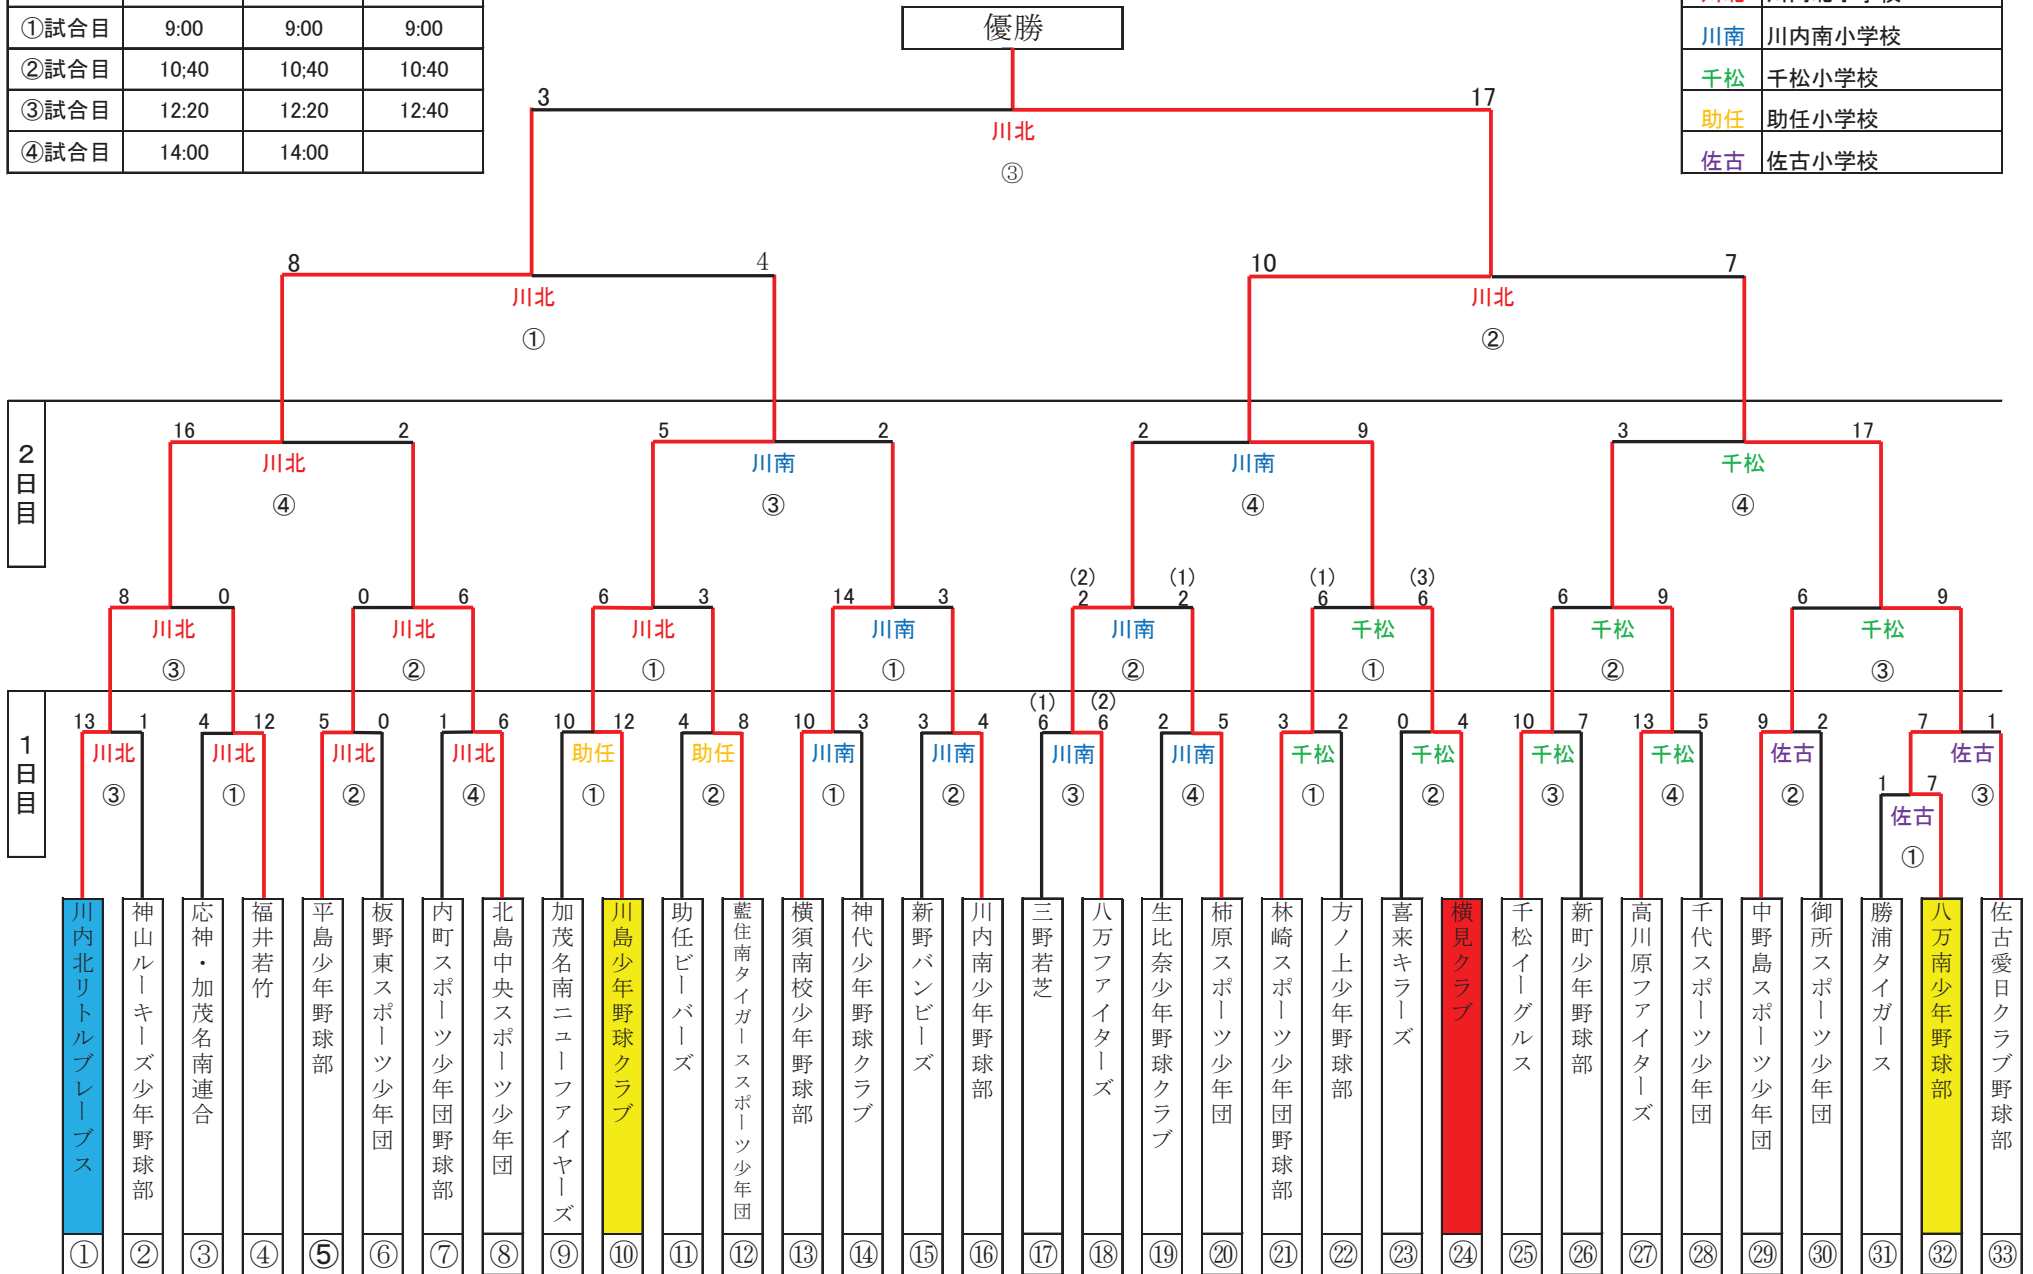 ①試合目 9:00 9:00 9:00
②試合目 10;40 10;40 10:40
③試合目 12:20 12:20 12:40
④試合目 14:00 14:00
優勝
川南 川内南小学校
千松 千松小学校
助任 助任小学校
佐古 佐古小学校
3 17
川北
③
8 4 10 7
川北 川北
① ②
2日目
16 2 5 2 2 9 3 17
川北 川南 川南 千松
④ ③ ④ ④
(2) (1) (1) (3)
8 0 0 6 6 3 14 3 2 2 6 6 6 9 6 9
川北 川北 川北 川南 川南 千松 千松 千松
③ ② ① ① ② ① ② ③
1日目
(1) (2)
13 1 4 12 5 0 1 6 10 12 4 8 10 3 3 4 6 6 2 5 3 2 0 4 10 7 13 5 9 2 7 1
川北 川北 川北 川北 助任 助任 川南 川南 川南 川南 千松 千松 千松 千松 佐古 佐古
③ ① ② ④ ① ② ① ② ③ ④ ① ② ③ ④ ② ③
1 7
佐古
①
川内北リトルブレーブス
神山ルーキーズ少年野球部
応神・加茂名南連合
福井若竹
平島少年野球部
板野東スポーツ少年団
内町スポーツ少年団野球部
北島中央スポーツ少年団
加茂名南ニューファイヤーズ
川島少年野球クラブ
助任ビーバーズ
藍住南タイガーススポーツ少年団
横須南校少年野球部
神代少年野球クラブ
新野バンビーズ
川内南少年野球部
三野若芝
八万ファイターズ
生比奈少年野球クラブ
柿原スポーツ少年団
林崎スポーツ少年団野球部
方ノ上少年野球部
喜来キラーズ
横見クラブ
千松イーグルス
新町少年野球部
高川原ファイターズ
千代スポーツ少年団
中野島スポーツ少年団
御所スポーツ少年団
勝浦タイガース
八万南少年野球部
佐古愛日クラブ野球部
① ② ③ ④ ⑤ ⑥ ⑦ ⑧ ⑨ ⑩ ⑪ ⑫ ⑬ ⑭ ⑮ ⑯ ⑰ ⑱ ⑲ ⑳ ㉑ ㉒ ㉓ ㉔ ㉕ ㉖ ㉗ ㉘ ㉙ ㉚ ㉛ ㉜ ㉝